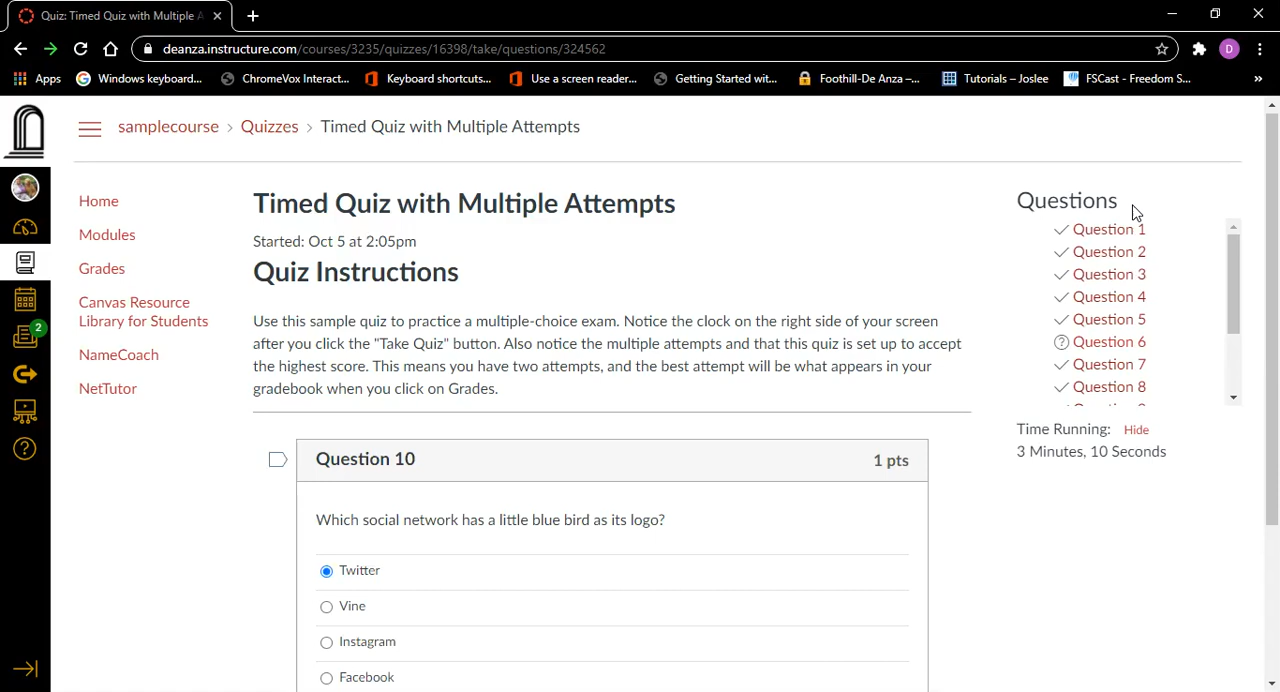 Quiz: Timed Quiz with Multiple A
deanza.instructure.com/courses/3235/quizzes/16398/take/questions/324562
D
Apps
Windows keyboard...
ChromeVox Interact...
Keyboard shortcuts...
Use a screen reader...
Getting Started wit...
Foothill-De Anza –...
Tutorials – Joslee
FSCast - Freedom S...
»
samplecourse › Quizzes › Timed Quiz with Multiple Attempts
Home
Modules
Grades
Canvas Resource
Library for Students
NameCoach
NetTutor
2
Timed Quiz with Multiple Attempts
Started: Oct 5 at 2:05pm
Quiz Instructions
Use this sample quiz to practice a multiple-choice exam. Notice the clock on the right side of your screen
after you click the "Take Quiz" button. Also notice the multiple attempts and that this quiz is set up to accept
the highest score. This means you have two attempts, and the best attempt will be what appears in your
gradebook when you click on Grades.
Question 10
1 pts
Which social network has a little blue bird as its logo?
Twitter
Vine
Instagram
Facebook
Questions
Question 1
Question 2
Question 3
Question 4
Question 5
Question 6
Question 7
Question 8
Time Running: Hide
3 Minutes, 10 Seconds